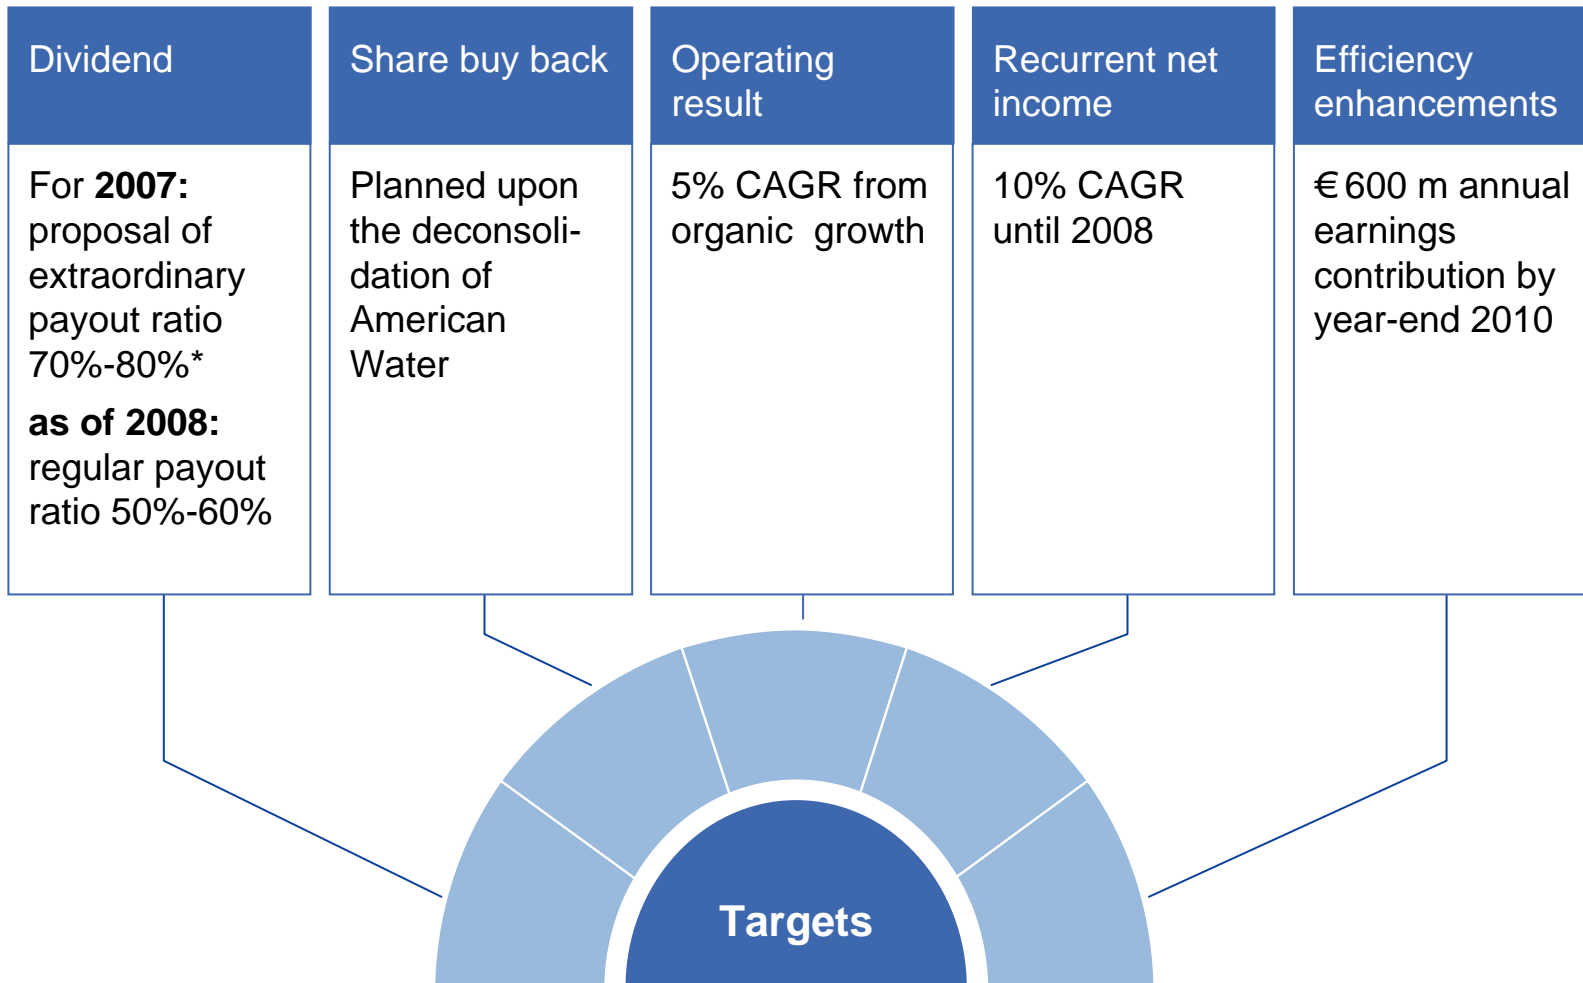 Dividend
For 2007:
proposal of
extraordinary
payout ratio
70%-80%*
as of 2008:
regular payout
ratio 50%-60%
Share buy back
Planned upon
the deconsoli-
dation of
American
Water
Operating
result
5% CAGR from
organic growth
Recurrent net
income
10% CAGR
until 2008
Efficiency
enhancements
€600 m annual
earnings
contribution by
year-end 2010
Targets